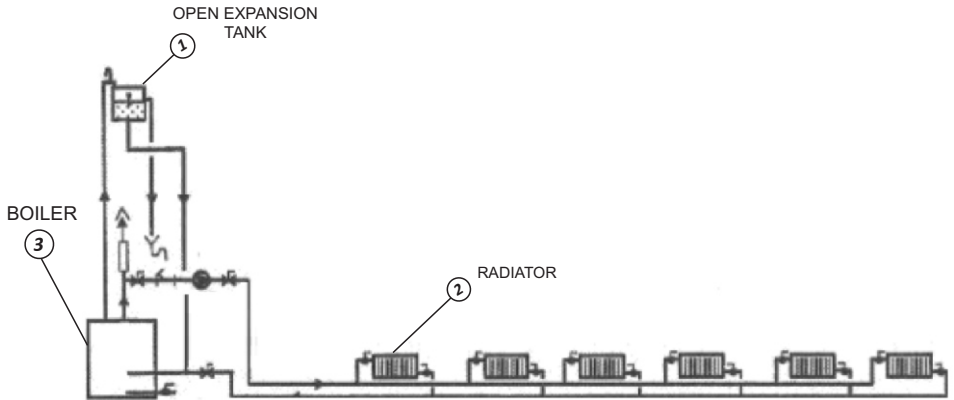 OPEN EXPANSION
TANK
1
BOILER
3
RADIATOR
2